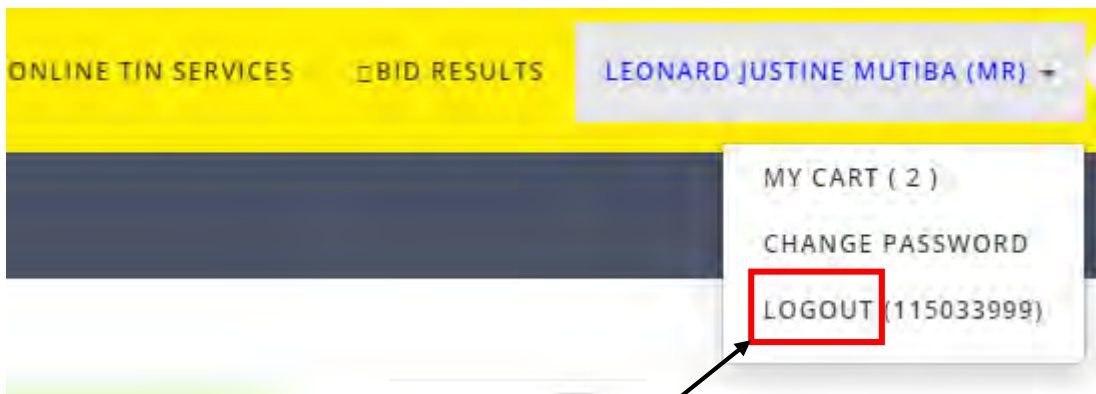 ONLINE TIN SERVICES □BID RESULTS LEONARD JUSTINE MUTIBA (MR)
MY CART ( 2 )
CHANGE PASSWORD
LOGOUT (115033999)